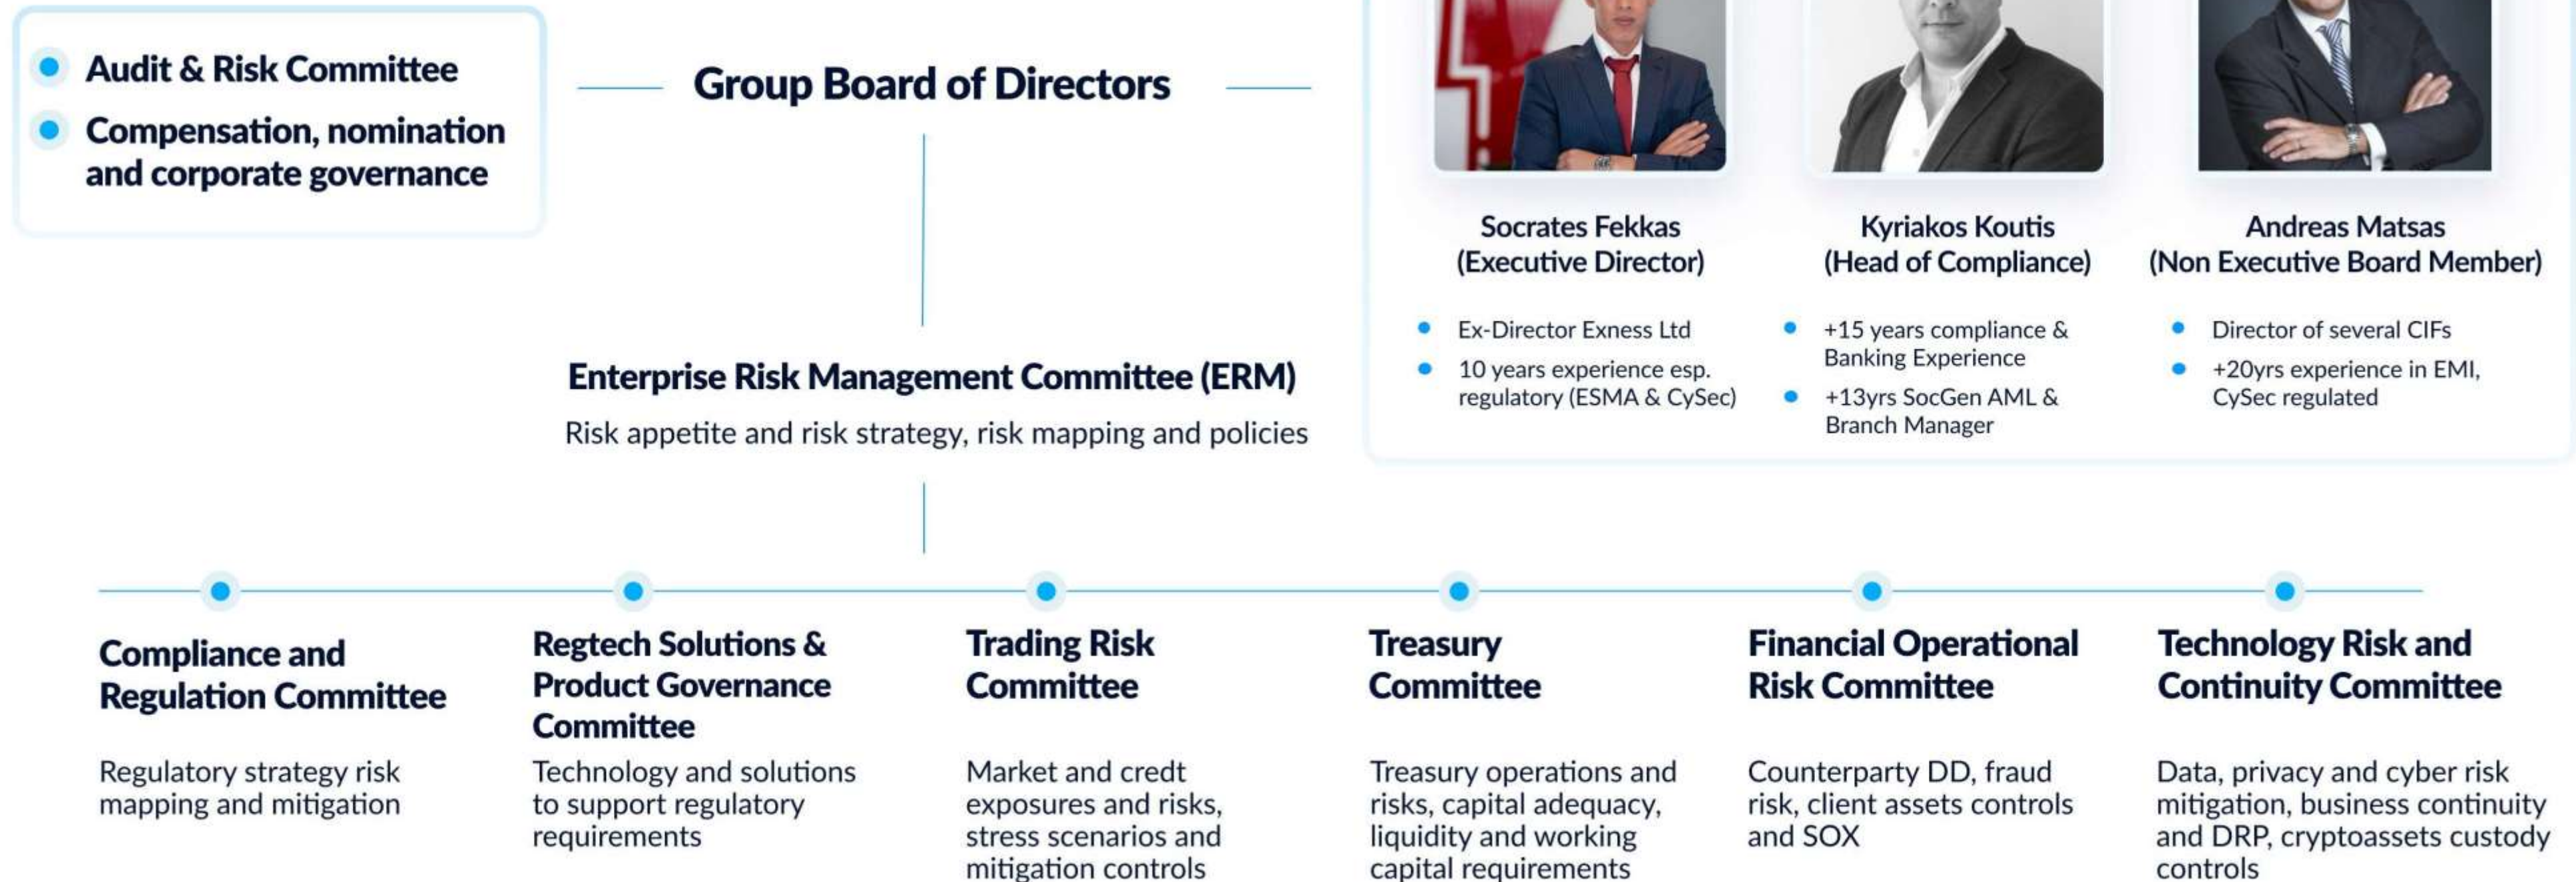 Audit & Risk Committee
Compensation, nomination
and corporate governance
Group Board of Directors
Socrates Fekkas
(Executive Director)
Ex-Director Exness Ltd
10 years experience esp.
regulatory (ESMA & CySec)
Kyriakos Koutis
(Head of Compliance)
+15 years compliance &
Banking Experience
+13yrs SocGen AML &
Branch Manager
Andreas Matsas
(Non Executive Board Member)
Director of several CIFs
+20yrs experience in EMI,
CySec regulated
Enterprise Risk Management Committee (ERM)
Risk appetite and risk strategy, risk mapping and policies
Compliance and
Regulation Committee
Regulatory strategy risk
mapping and mitigation
Regtech Solutions &
Product Governance
Committee
Technology and solutions
to support regulatory
requirements
Trading Risk
Committee
Market and credt
exposures and risks,
stress scenarios and
mitigation controls
Treasury
Committee
Treasury operations and
risks, capital adequacy,
liquidity and working
capital requirements
Financial Operational
Risk Committee
Counterparty DD, fraud
risk, client assets controls
and SOX
Technology Risk and
Continuity Committee
Data, privacy and cyber risk
mitigation, business continuity
and DRP, cryptoassets custody
controls